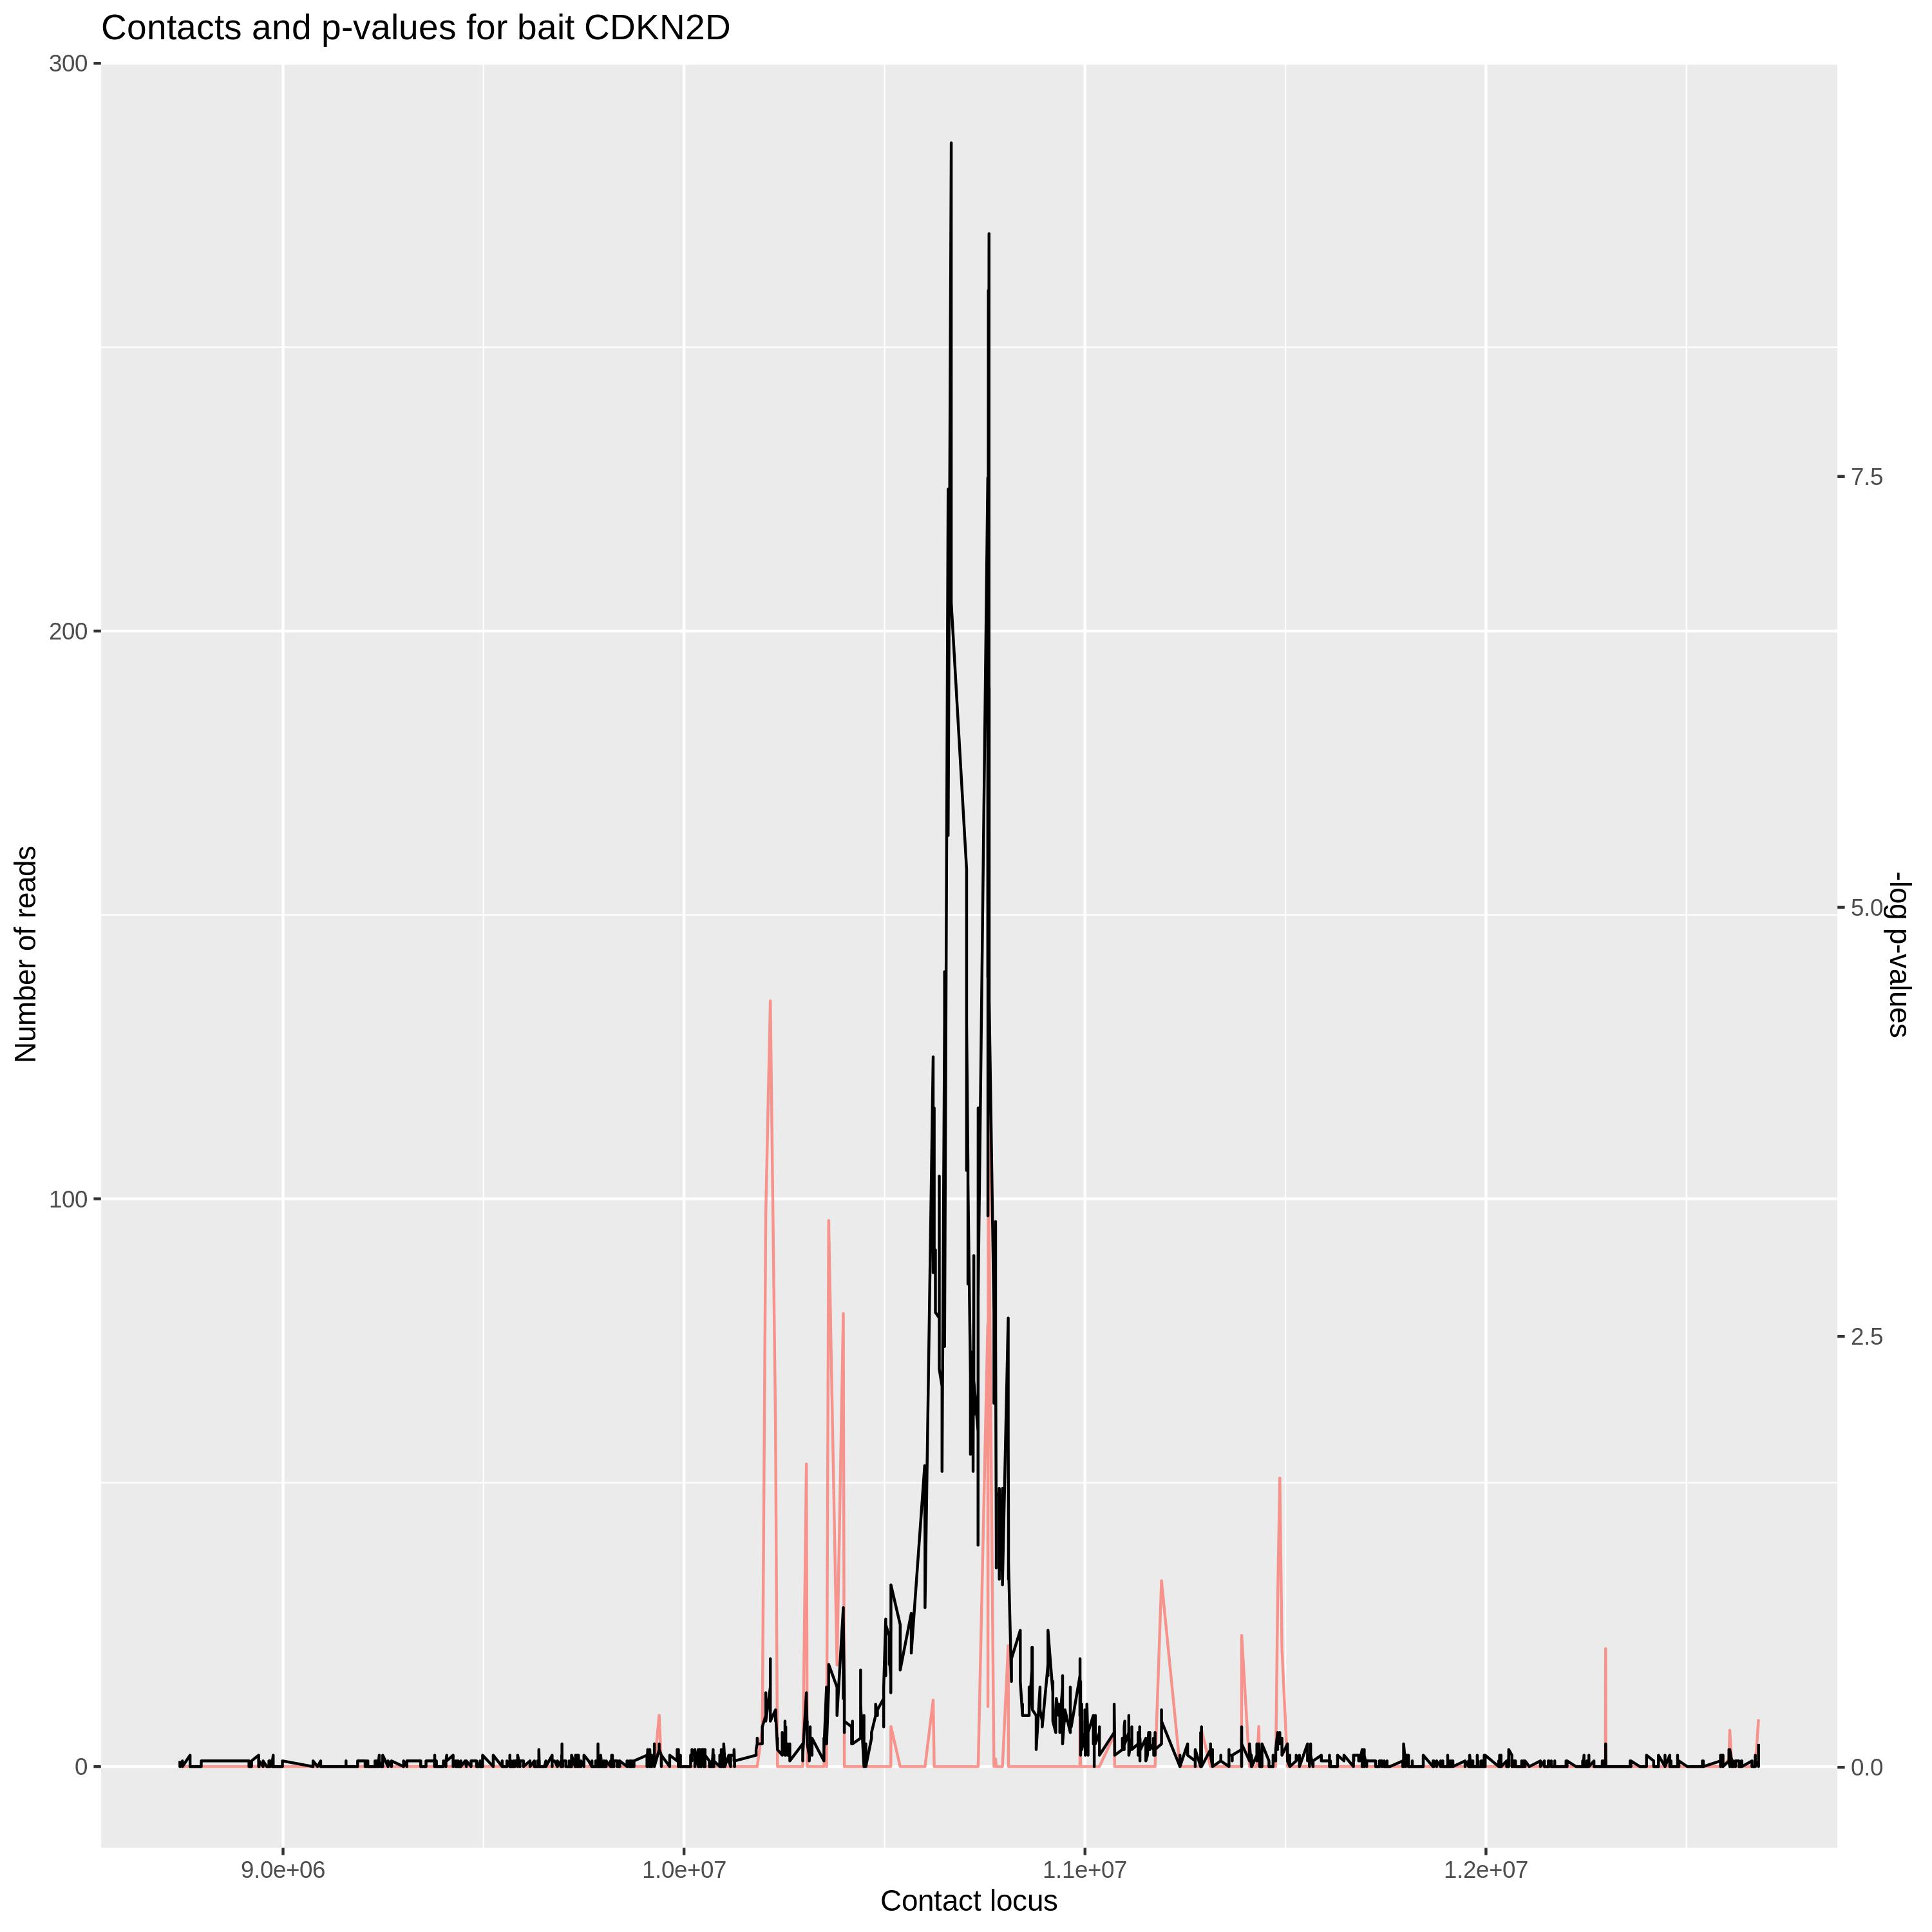 Contacts and p-values for bait CDKN2D
300
200
100
0
Number of reads
7.5
5.0
2.5
0.0
-log p-values
9.0e+06
1.0e+07
1.1e+07
1.2e+07
Contact locus